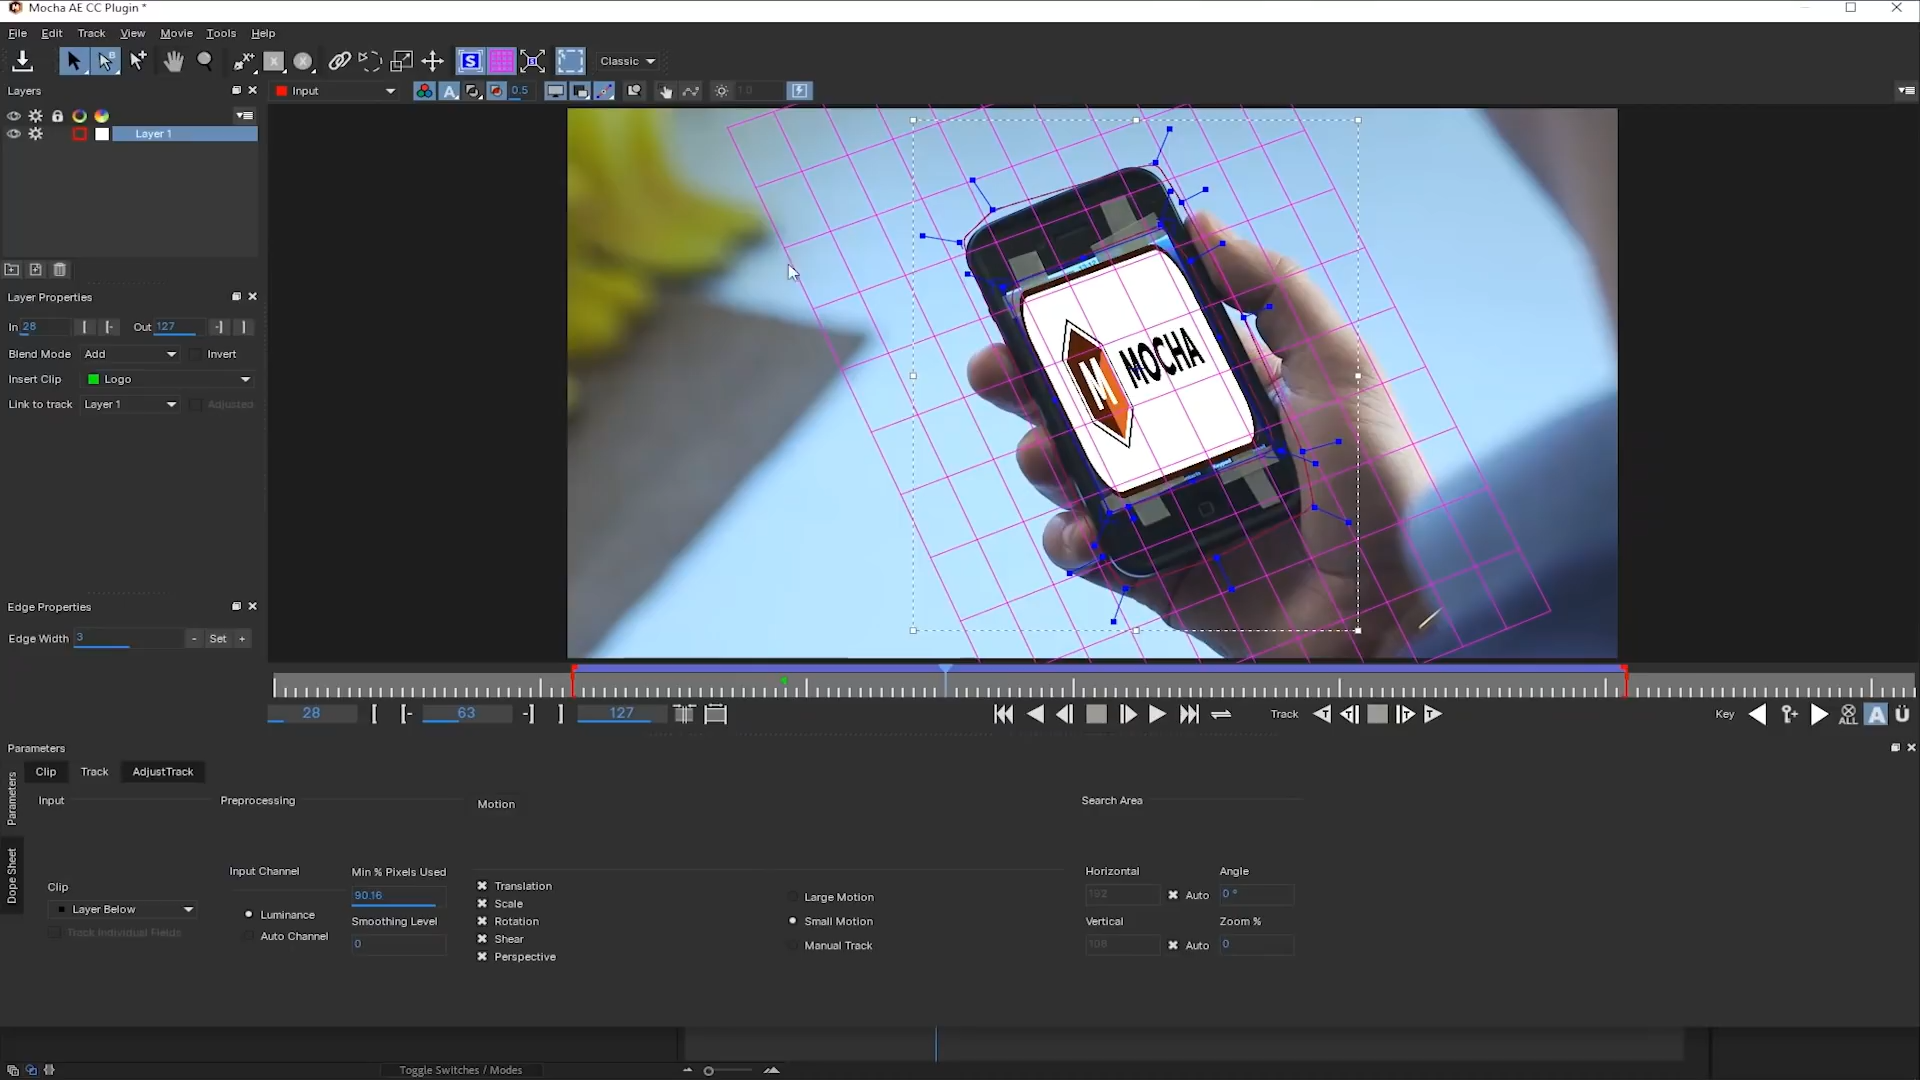 Mocha AE CC Plugin *
File Edit Track View Movie Tools Help
Classic
Layers
Input
A
0.5
1.0
Layer 1
Layer Properties
In 28 Out 127
Blend Mode Add Invert
Insert Clip Logo
Link to track Layer 1 Adjusted
M MOCHA
Edge Properties
Edge Width 3 - Set +
28 63 127
Track
Key
ALL
A
Parameters
Clip Track AdjustTrack
Parameters
Dope Sheet
Input Preprocessing Motion Search Area
Input Channel Min % Pixels Used Horizontal Angle
Clip 90.16 Translation Large Motion 192 Auto 0 °
Layer Below Luminance Smoothing Level Scale
Rotation Small Motion Vertical Zoom %
Track Individual Fields Auto Channel 0 Shear Manual Track 108 Auto 0
Perspective
Toggle Switches / Modes